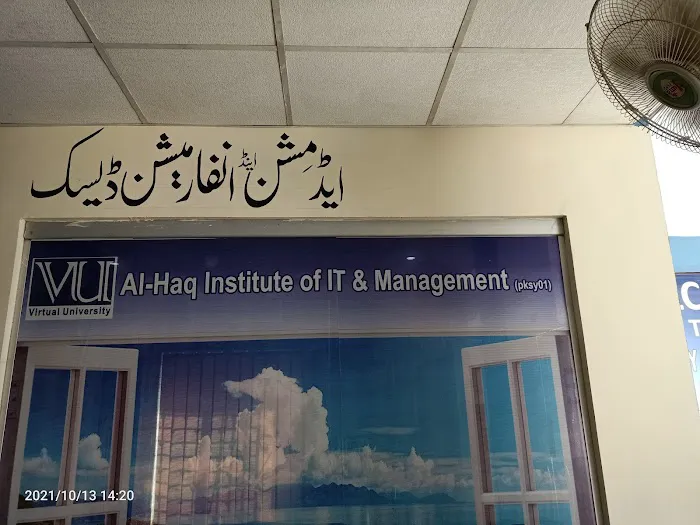 ایڈمشن اینڈ انفارمیشن ڈیسک
VU
Virtual University
Al-Haq Institute of IT & Management (pksy01)
2021/10/13 14:20